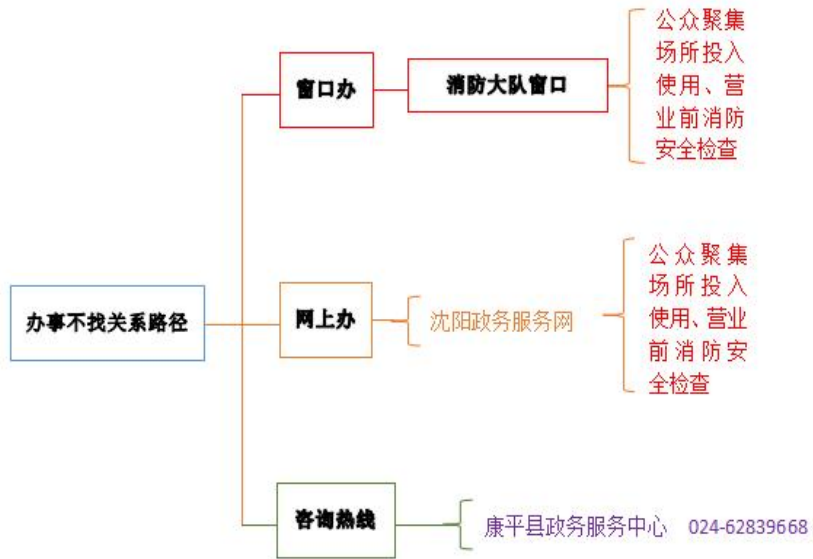 办事不找关系路径
窗口办
消防大队窗口
公众聚集
场所投入
使用、营
业前消防
安全检查
网上办
沈阳政务服务网
公众聚集
场所投入
使用、营业
前消防安
全检查
咨询热线
康平县政务服务中心 024-62839668